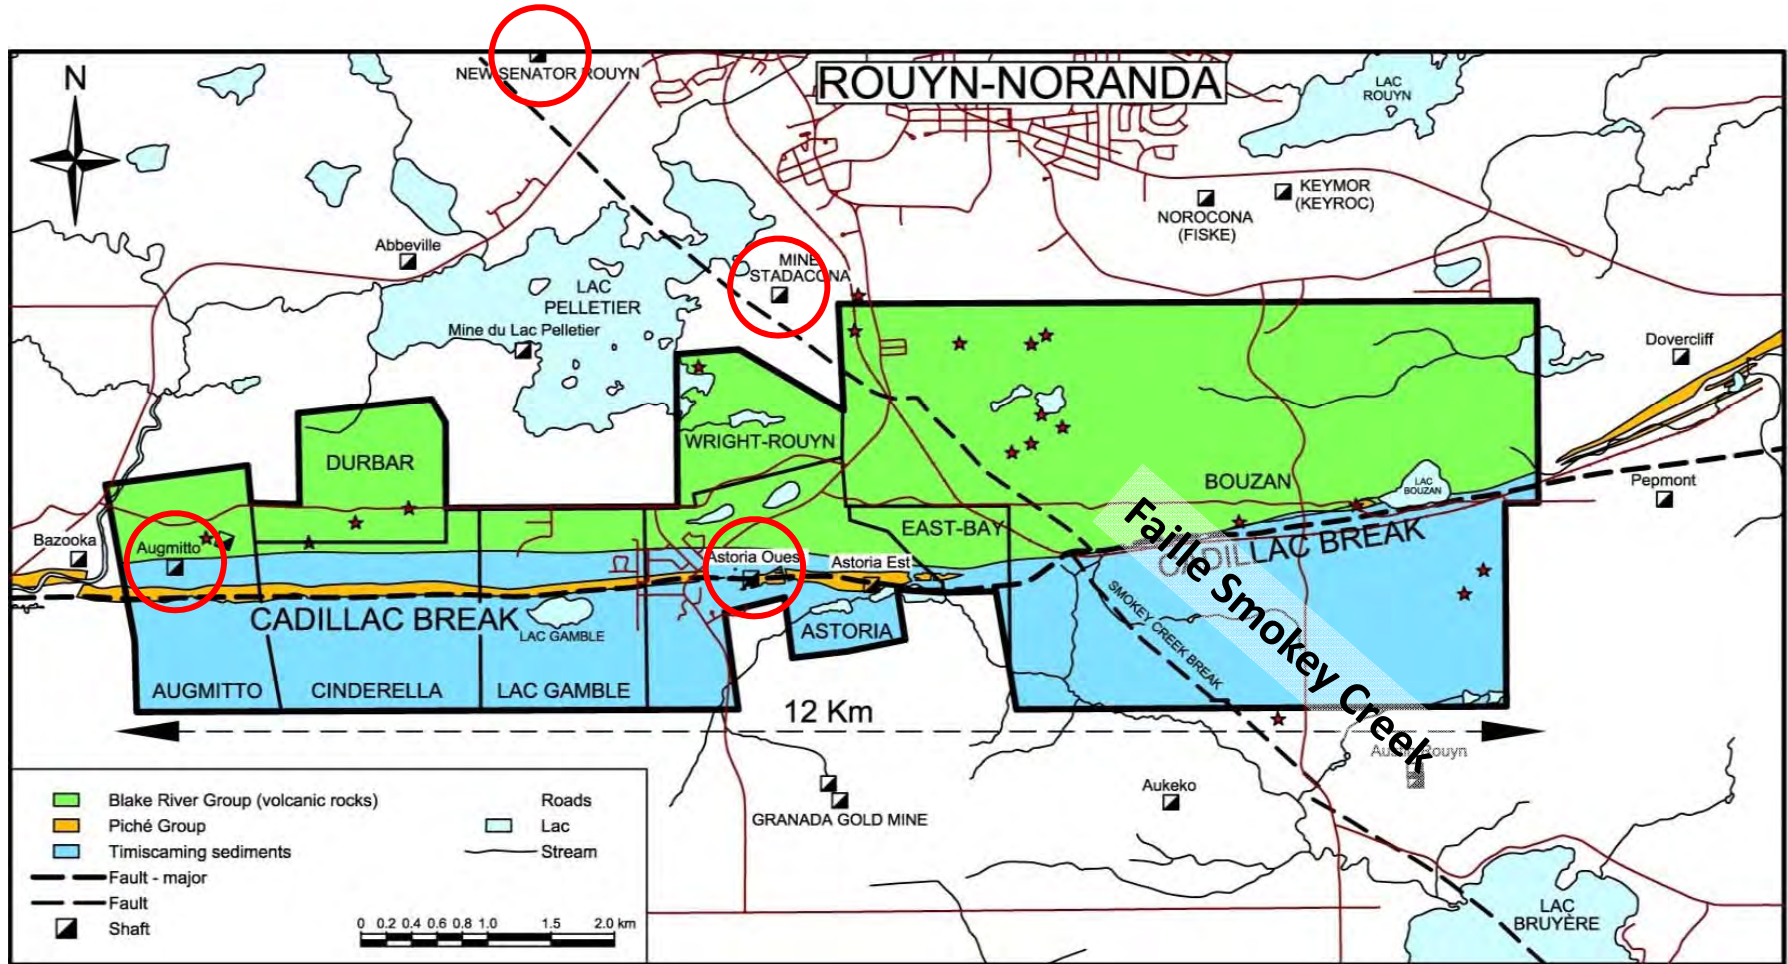 N
NEW SENATOR ROUYN
ROUYN-NORANDA
LAC
ROUYN
KEYMOR
(KEYROC)
NOROCONA
(FISKE)
Abbeville
MINE
STADACONA
LAC
PELLETIER
Mine du Lac Pelletier
Dovercliff
WRIGHT-ROUYN
DURBAR
BOUZAN
LAC
BOUZAN
Pepmont
EAST-BAY
Bazooka
Augmitto
Astoria Oues
Astoria Est
CADILLAC BREAK
Faille Smokey Creek
SMOKEY CREEK BREAK
CADILLAC BREAK
LAC GAMBLE
ASTORIA
AUGMITTO
CINDERELLA
LAC GAMBLE
12 Km
Rouyn
Aukeko
GRANADA GOLD MINE
LAC
BRUYÈRE
Blake River Group (volcanic rocks)
Piché Group
Timiscaming sediments
Fault - major
Fault
Shaft
Roads
Lac
Stream
0 0.2 0.4 0.6 0.8 1.0 1.5 2.0 km